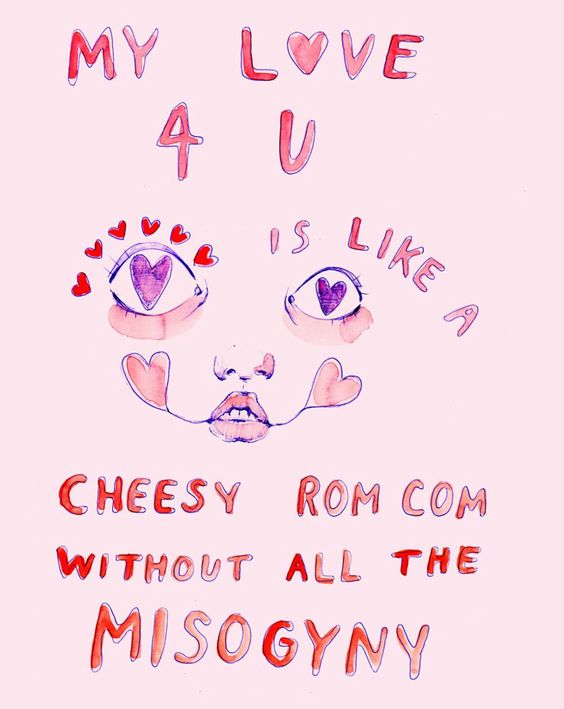 MY LOVE
4 U
IS LIKE A
CHEESY ROM COM
WITHOUT ALL THE
MISOGYNY